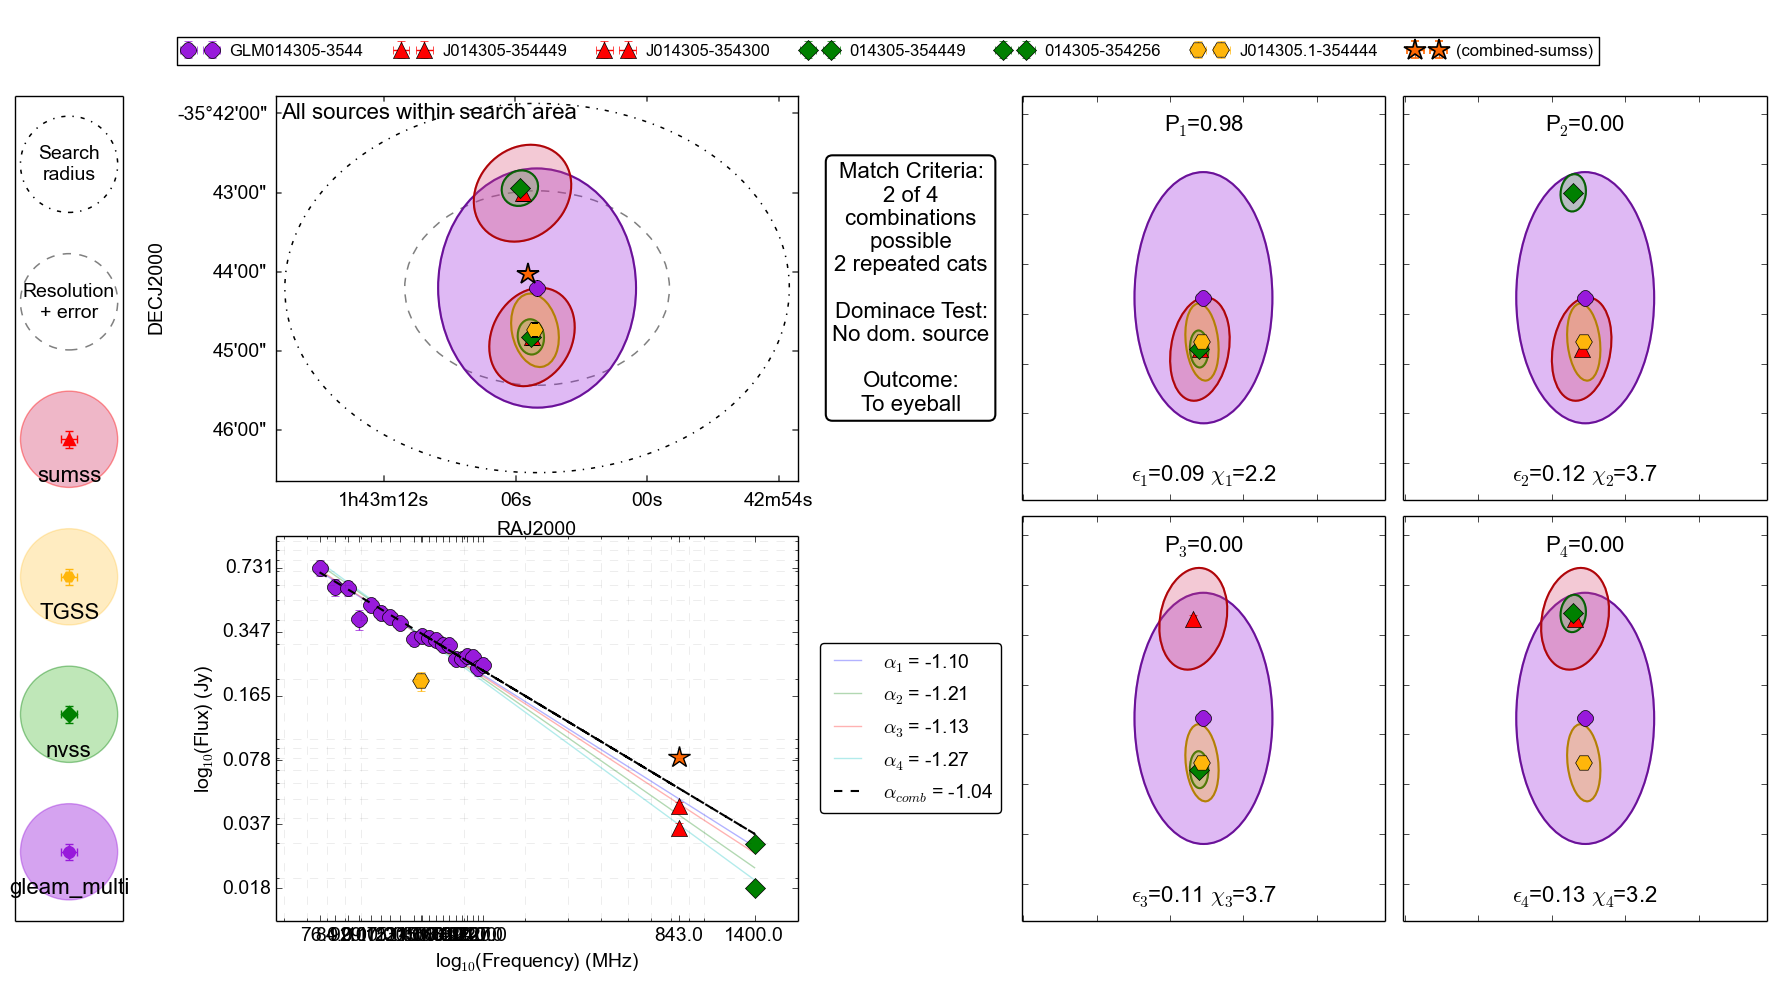 GLM014305-3544 J014305-354449 J014305-354300 014305-354449 014305-354256 J014305.1-354444 (combined-sumss)
Search
radius
Resolution
+ error
sumss
TGSS
nvss
gleam_multi
All sources within search area
DECJ2000
-35°42'00"
43'00"
44'00"
45'00"
46'00"
1h43m12s 06s 00s 42m54s
RAJ2000
Match Criteria:
2 of 4
combinations
possible
2 repeated cats
Dominace Test:
No dom. source
Outcome:
To eyeball
P1=0.98
ϵ1=0.09 χ1=2.2
P2=0.00
ϵ2=0.12 χ2=3.7
log10(Flux) (Jy)
0.731
0.347
0.165
0.078
0.037
0.018
843.0 1400.0
log10(Frequency) (MHz)
α1 = -1.10
α2 = -1.21
α3 = -1.13
α4 = -1.27
αcomb = -1.04
P3=0.00
ϵ3=0.11 χ3=3.7
P4=0.00
ϵ4=0.13 χ4=3.2